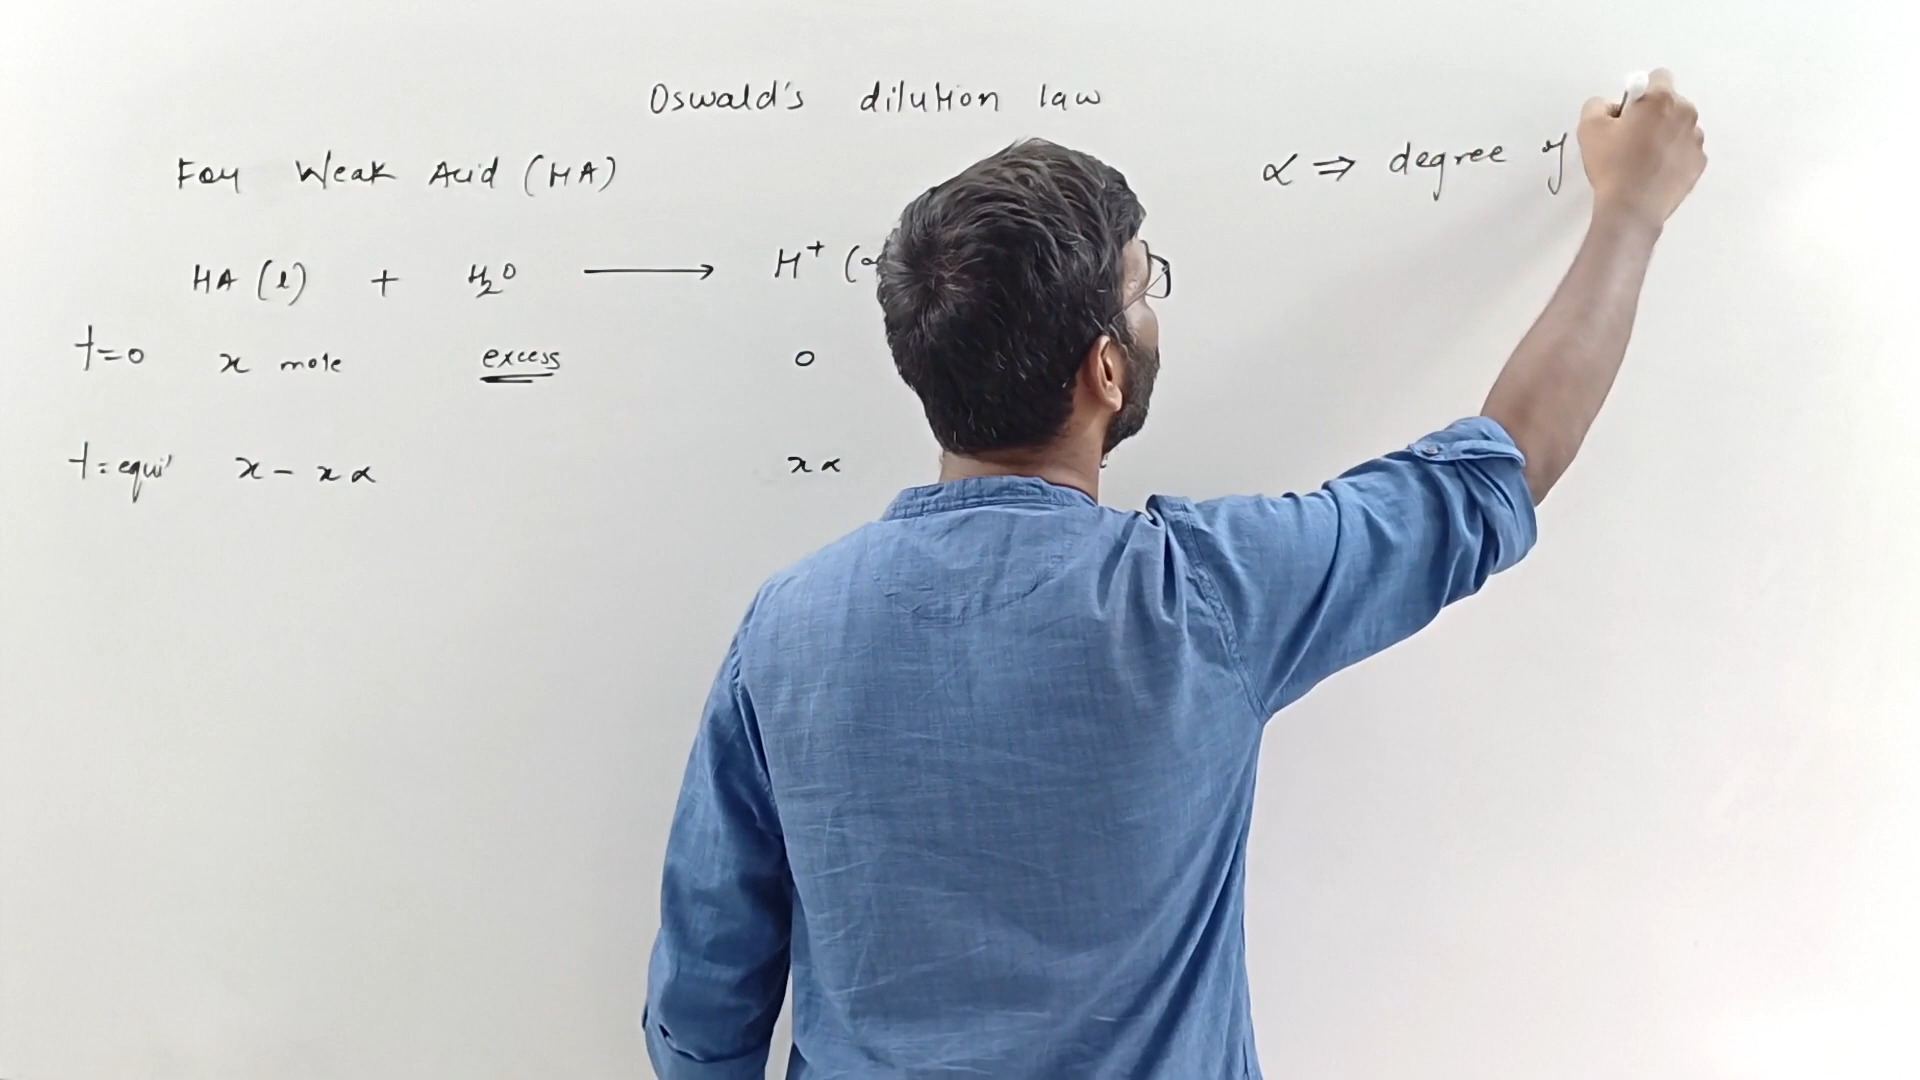 Oswald's dilution law
For Weak Acid (HA)
α ⇒ degree of
HA (l) + H₂O ⟶ H⁺ (
t=0 x mole excess 0
t=equi' x - xα xα